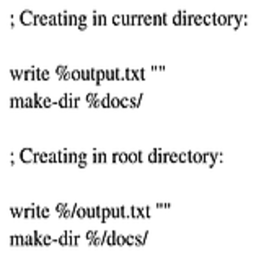 ; Creating in current directory:
write %output.txt ""
make-dir %docs/
; Creating in root directory:
write %/output.txt ""
make-dir %/docs/